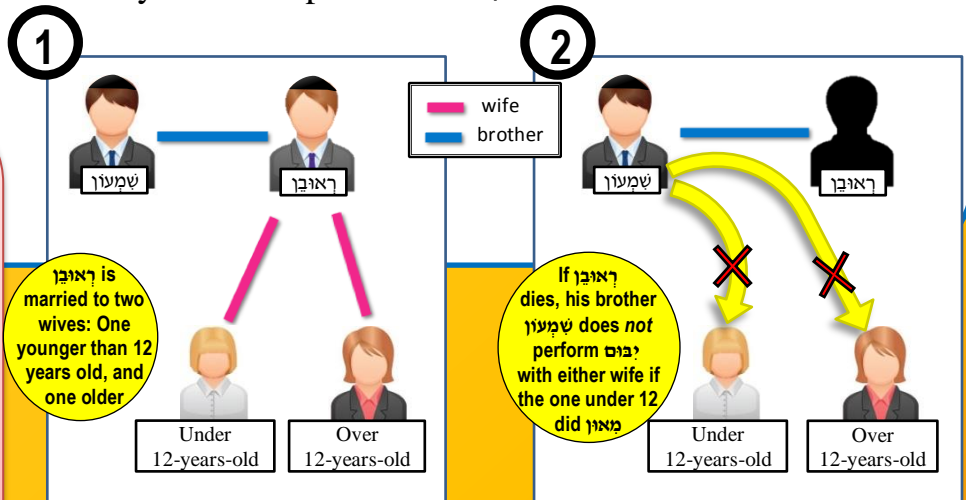 1
שִׁמְעוֹן
רְאוּבֵן
רְאוּבֵן is
married to two
wives: One
younger than 12
years old, and
one older
Under
12-years-old
Over
12-years-old
wife
brother
2
שִׁמְעוֹן
רְאוּבֵן
If רְאוּבֵן
dies, his brother
שִׁמְעוֹן does not
perform יִבּוּם
with either wife if
the one under 12
did מִאוּן
Under
12-years-old
Over
12-years-old